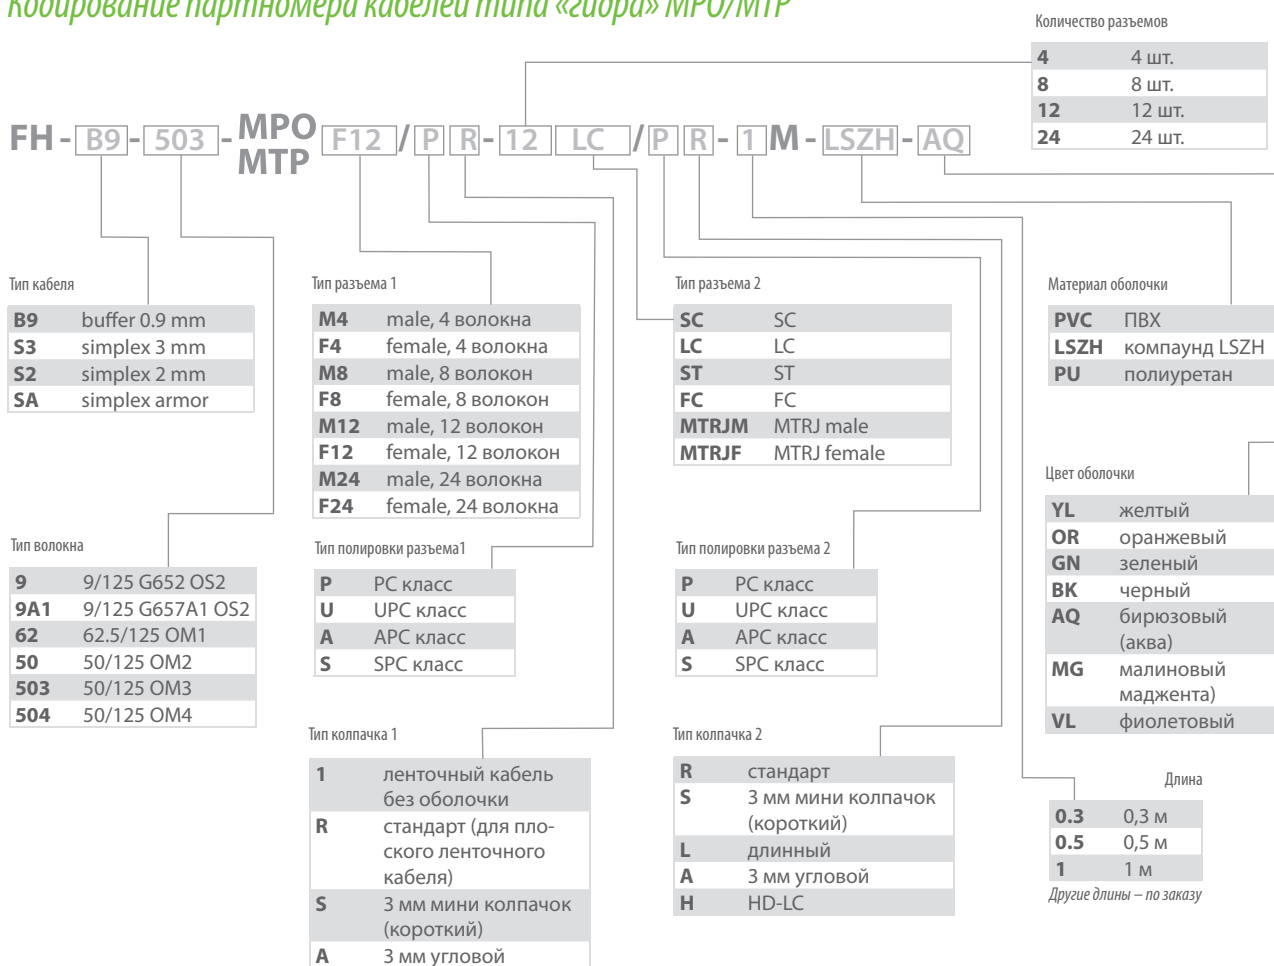 Кодирование партномера кабелей типа «гидра» MPO/MTP
Количество разъемов
4 4 шт.
8 8 шт.
12 12 шт.
24 24 шт.
FH - B9 - 503 - MPO MTP F12 / P R - 12 LC / P R - 1 M - LSZH - AQ
Тип кабеля
B9 buffer 0.9 mm
S3 simplex 3 mm
S2 simplex 2 mm
SA simplex armor
Тип волокна
9 9/125 G652 OS2
9A1 9/125 G657A1 OS2
62 62.5/125 OM1
50 50/125 OM2
503 50/125 OM3
504 50/125 OM4
Тип разъема 1
M4 male, 4 волокна
F4 female, 4 волокна
M8 male, 8 волокон
F8 female, 8 волокон
M12 male, 12 волокон
F12 female, 12 волокон
M24 male, 24 волокна
F24 female, 24 волокна
Тип полировки разъема1
P PC класс
U UPC класс
A APC класс
S SPC класс
Тип колпачка 1
1 ленточный кабель
без оболочки
R стандарт (для пло-
ского ленточного
кабеля)
S 3 мм мини колпачок
(короткий)
A 3 мм угловой
Тип разъема 2
SC SC
LC LC
ST ST
FC FC
MTRJM MTRJ male
MTRJF MTRJ female
Тип полировки разъема 2
P PC класс
U UPC класс
A APC класс
S SPC класс
Тип колпачка 2
R стандарт
S 3 мм мини колпачок
(короткий)
L длинный
A 3 мм угловой
H HD-LC
Материал оболочки
PVC ПВХ
LSZH компаунд LSZH
PU полиуретан
Цвет оболочки
YL желтый
OR оранжевый
GN зеленый
BK черный
AQ бирюзовый
(аква)
MG малиновый
маджента)
VL фиолетовый
Длина
0.3 0,3 м
0.5 0,5 м
1 1 м
Другие длины – по заказу